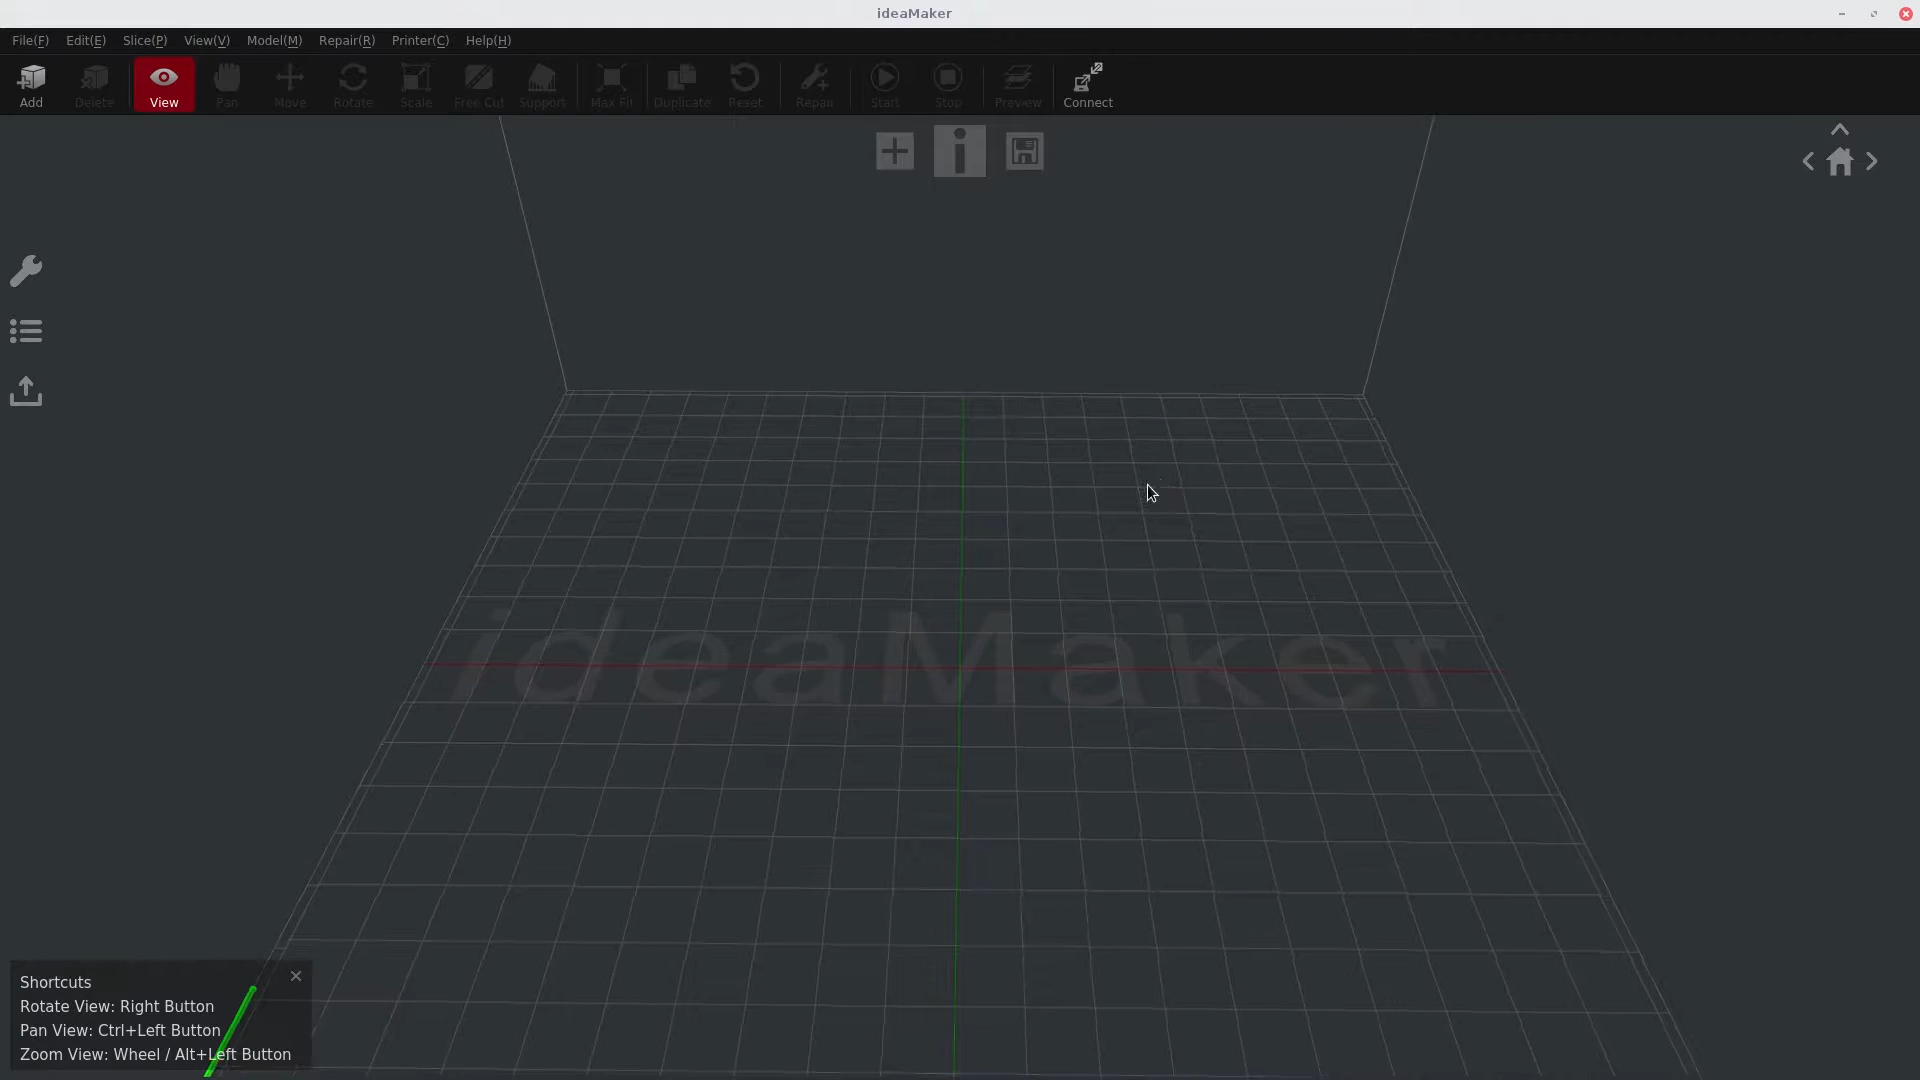 ideaMaker
File(F) Edit(E) Slice(P) View(V) Model(M) Repair(R) Printer(C) Help(H)
Add Delete View Pan Move Rotate Scale Free Cut Support Max Fit Duplicate Reset Repair Start Stop Preview Connect
ideaMaker
Shortcuts
Rotate View: Right Button
Pan View: Ctrl+Left Button
Zoom View: Wheel / Alt+Left Button